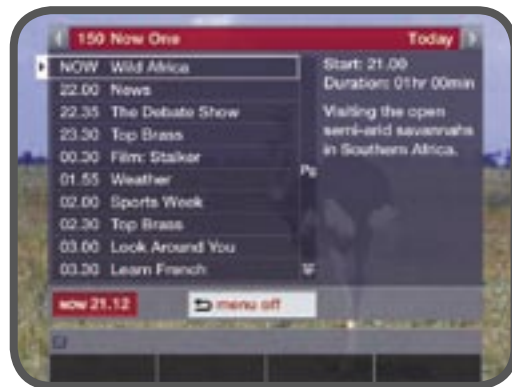 150 Now One Today
NOW Wild Africa
22.00 News
22.35 The Debate Show
23.30 Top Brass
00.30 Film: Stalker
01.55 Weather
02.00 Sports Week
02.30 Top Brass
03.00 Look Around You
03.30 Learn French
Pg
Start: 21.00
Duration: 01hr 00min
Visiting the open
semi-arid savannahs
in Southern Africa.
NOW 21.12
menu off